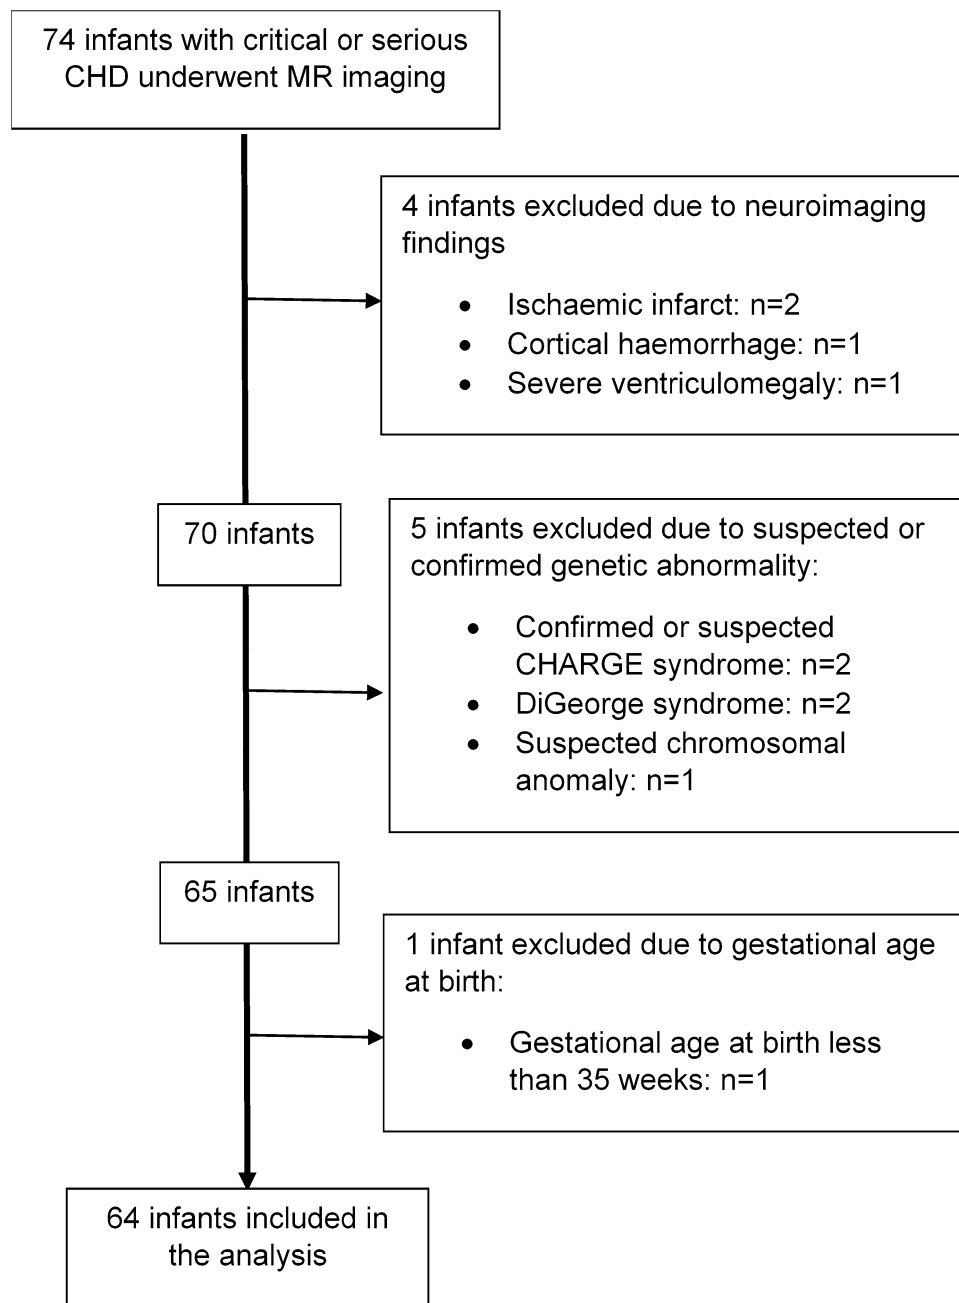 74 infants with critical or serious
CHD underwent MR imaging
4 infants excluded due to neuroimaging
findings
• Ischaemic infarct: n=2
• Cortical haemorrhage: n=1
• Severe ventriculomegaly: n=1
70 infants
5 infants excluded due to suspected or
confirmed genetic abnormality:
• Confirmed or suspected
CHARGE syndrome: n=2
• DiGeorge syndrome: n=2
• Suspected chromosomal
anomaly: n=1
65 infants
1 infant excluded due to gestational age
at birth:
• Gestational age at birth less
than 35 weeks: n=1
64 infants included in
the analysis